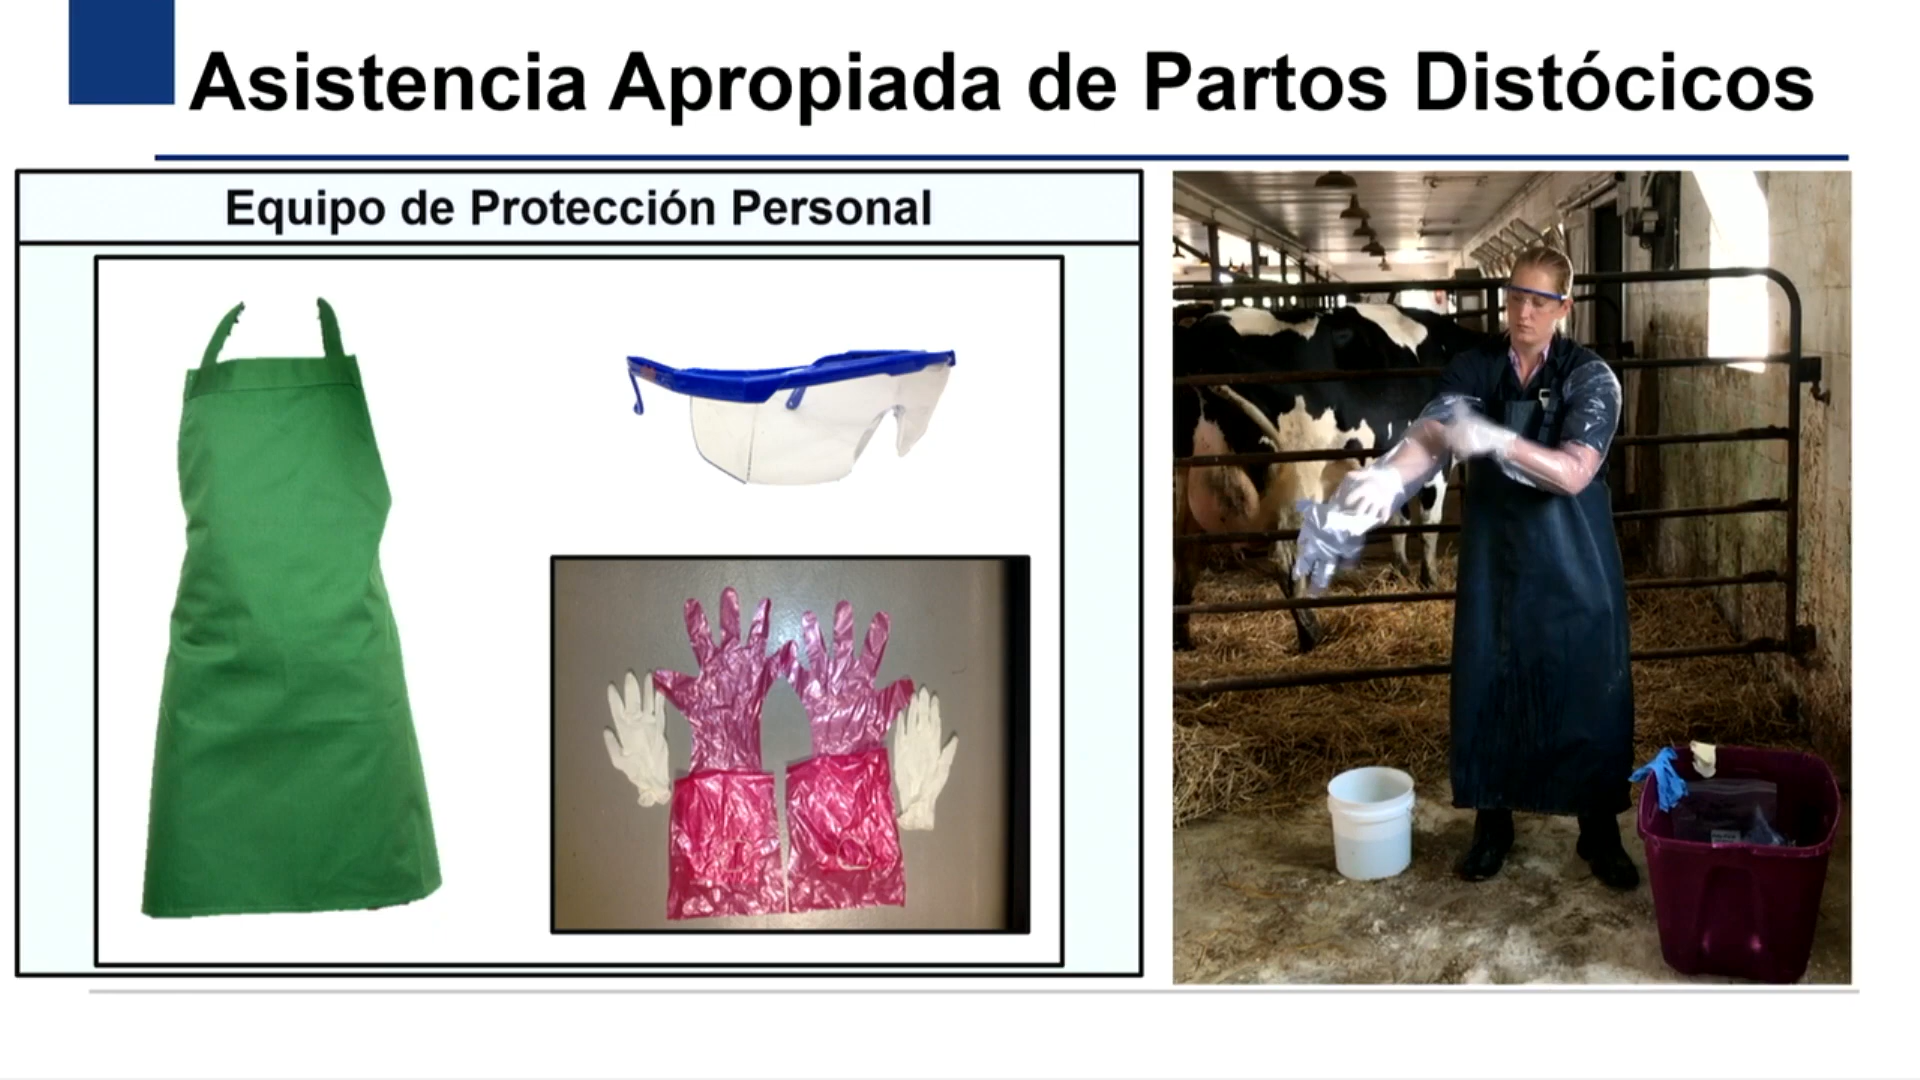 Asistencia Apropiada de Partos Distócicos
Equipo de Protección Personal